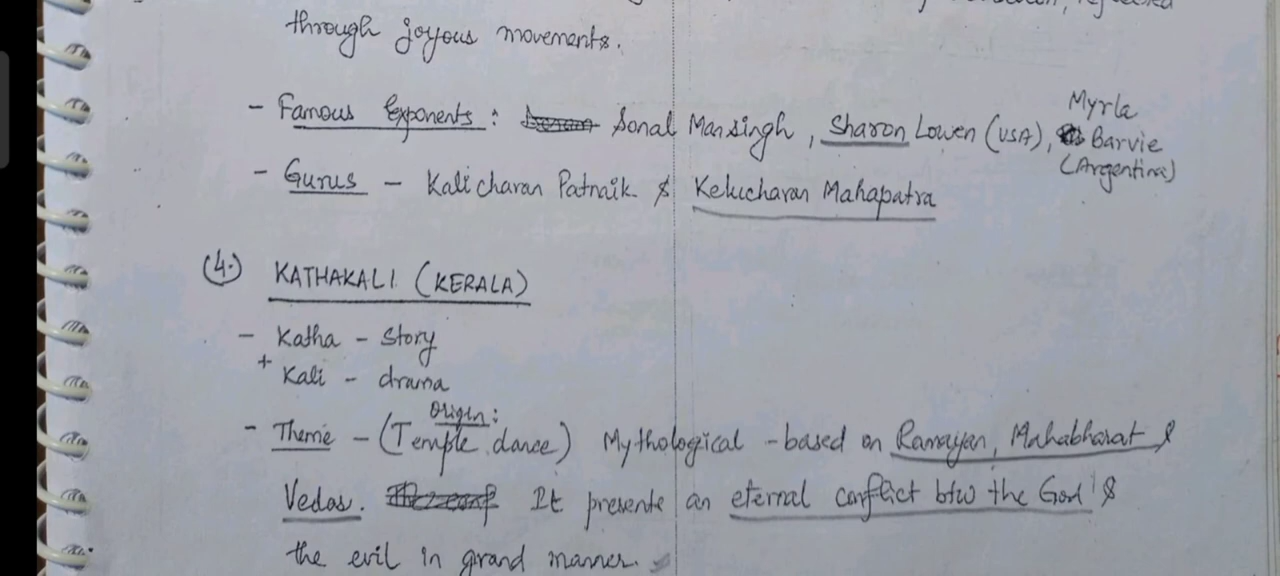 through joyous movements.
- Famous Exponents : Sonal Mansingh, Sharon Lowen (USA), Myrla Barvie (Argentina)
- Gurus - Kalicharan Patnaik & Kelucharan Mahapatra
(4.) KATHAKALI (KERALA)
- Katha - Story
+ Kali - drama
Origin:
- Theme - (Temple dance) Mythological - based on Ramayan, Mahabharat &
Vedas. It presents an eternal conflict btw the God &
the evil in grand manner.